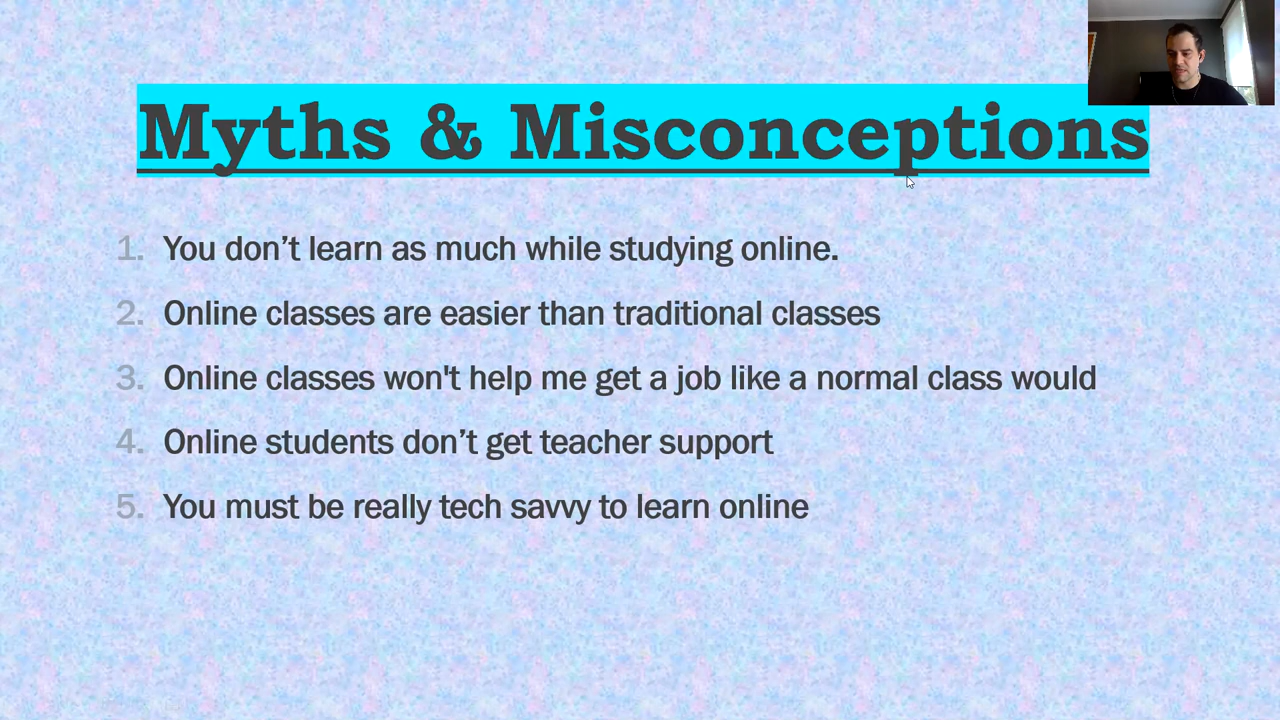 Myths & Misconceptions
1. You don’t learn as much while studying online.
2. Online classes are easier than traditional classes
3. Online classes won't help me get a job like a normal class would
4. Online students don’t get teacher support
5. You must be really tech savvy to learn online